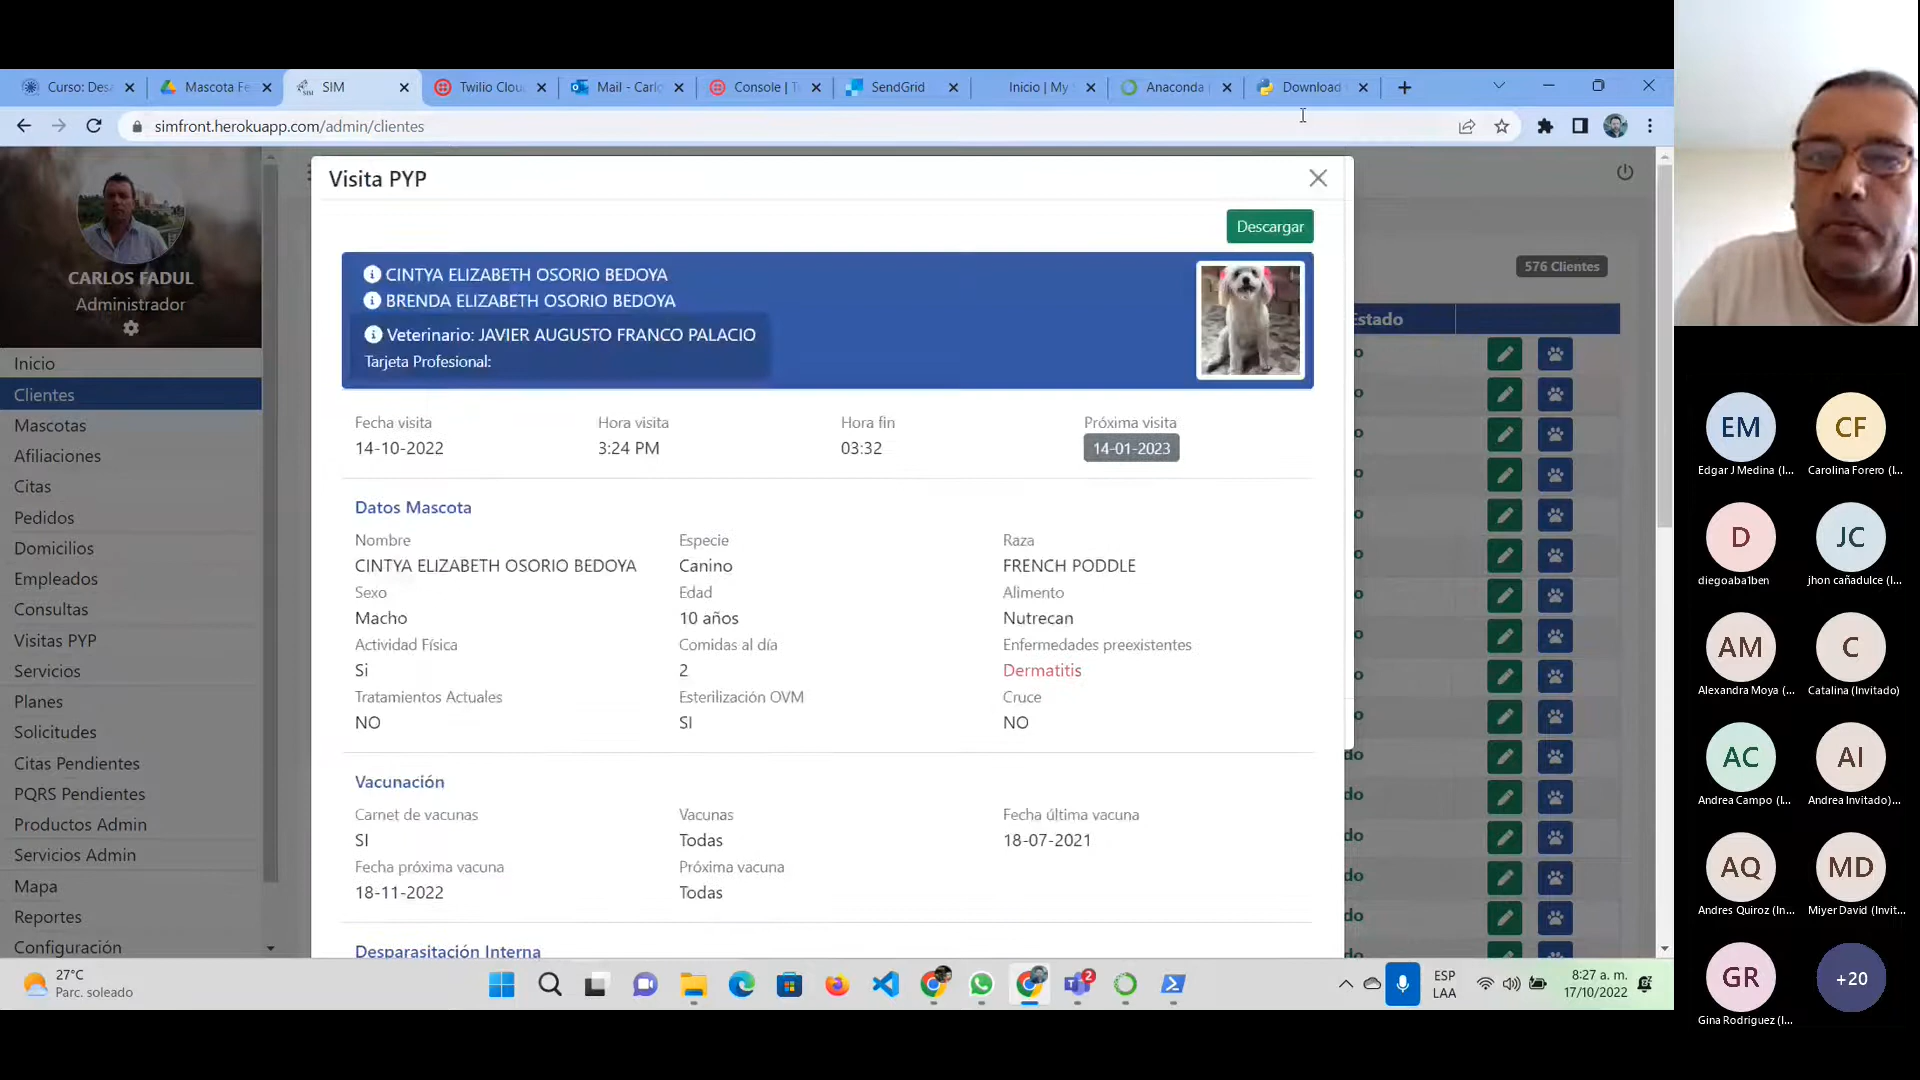 Curso: Des
Mascota Fe
SIM
Twilio Clou
Mail - Carlo
Console | T
SendGrid
Inicio | My
Anaconda
Download
simfront.herokuapp.com/admin/clientes
CARLOS FADUL
Administrador
Inicio
Clientes
Mascotas
Afiliaciones
Citas
Pedidos
Domicilios
Empleados
Consultas
Visitas PYP
Servicios
Planes
Solicitudes
Citas Pendientes
PQRS Pendientes
Productos Admin
Servicios Admin
Mapa
Reportes
Configuración
Visita PYP
Descargar
CINTYA ELIZABETH OSORIO BEDOYA
BRENDA ELIZABETH OSORIO BEDOYA
Veterinario: JAVIER AUGUSTO FRANCO PALACIO
Tarjeta Profesional:
Fecha visita Hora visita Hora fin Próxima visita
14-10-2022 3:24 PM 03:32 14-01-2023
Datos Mascota
Nombre Especie Raza
CINTYA ELIZABETH OSORIO BEDOYA Canino FRENCH PODDLE
Sexo Edad Alimento
Macho 10 años Nutrecan
Actividad Física Comidas al día Enfermedades preexistentes
Si 2 Dermatitis
Tratamientos Actuales Esterilización OVM Cruce
NO SI NO
Vacunación
Carnet de vacunas Vacunas Fecha última vacuna
SI Todas 18-07-2021
Fecha próxima vacuna Próxima vacuna
18-11-2022 Todas
Desparasitación Interna
576 Clientes
Estado
27°C
Parc. soleado
2
ESP
LAA
8:27 a. m.
17/10/2022
EM CF
Edgar J Medina (I... Carolina Forero (I...
D JC
diegoaba1ben jhon cañadulce (I...
AM C
Alexandra Moya (... Catalina (Invitado)
AC AI
Andrea Campo (I... Andrea Invitado)...
AQ MD
Andres Quiroz (In... Miyer David (Invit...
GR +20
Gina Rodriguez (I...